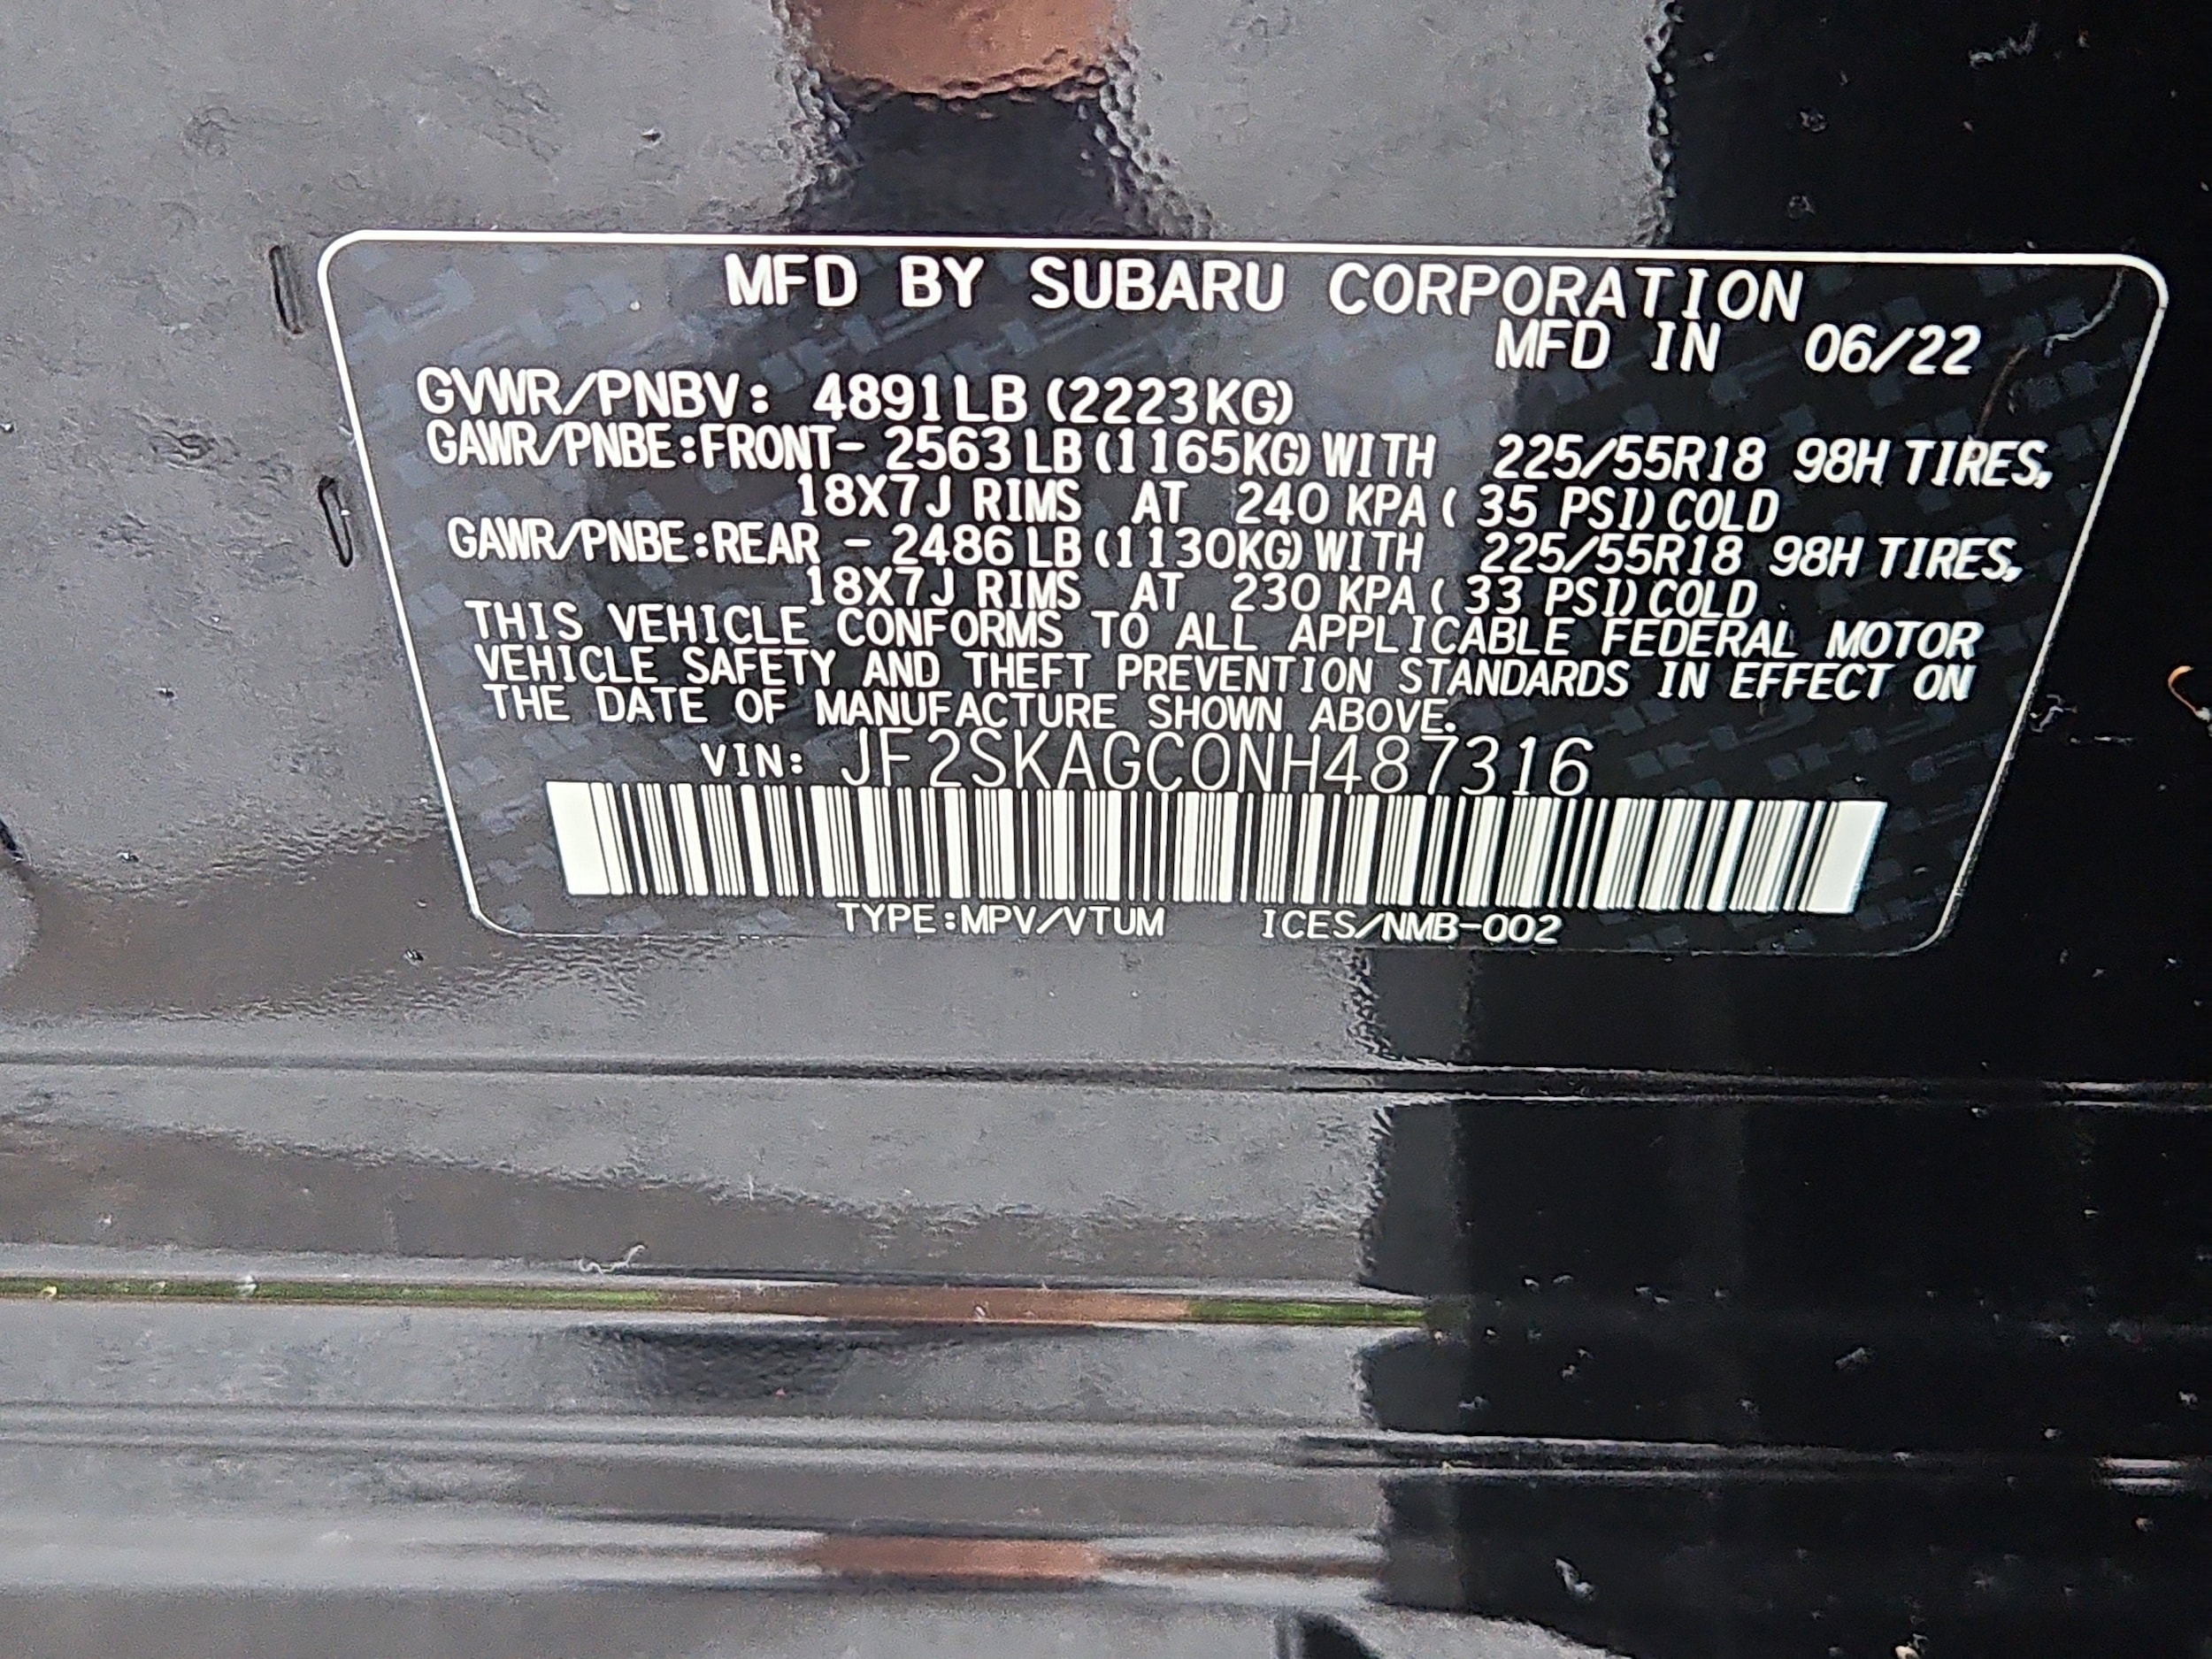 MFD BY SUBARU CORPORATION
MFD IN 06/22
GVWR/PNBV: 4891LB (2223KG)
GAWR/PNBE:FRONT- 2563 LB (1165KG) WITH 225/55R18 98H TIRES,
18X7J RIMS AT 240 KPA ( 35 PSI) COLD
GAWR/PNBE:REAR - 2486 LB (1130KG) WITH 225/55R18 98H TIRES,
18X7J RIMS AT 230 KPA ( 33 PSI) COLD
THIS VEHICLE CONFORMS TO ALL APPLICABLE FEDERAL MOTOR
VEHICLE SAFETY AND THEFT PREVENTION STANDARDS IN EFFECT ON
THE DATE OF MANUFACTURE SHOWN ABOVE.
VIN: JF2SKAGC0NH487316
TYPE:MPV/VTUM ICES/NMB-002